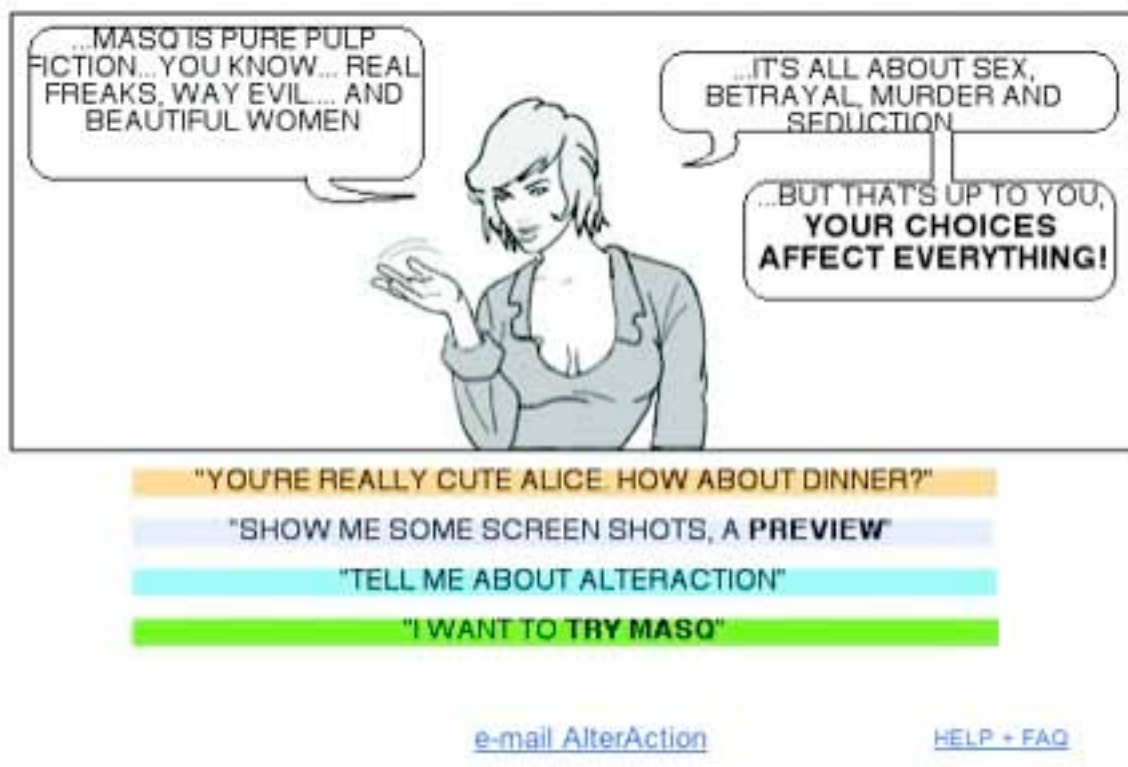 ...MASQ IS PURE PULP
FICTION...YOU KNOW... REAL
FREAKS, WAY EVIL.... AND
BEAUTIFUL WOMEN
...IT'S ALL ABOUT SEX,
BETRAYAL, MURDER AND
SEDUCTION
...BUT THAT'S UP TO YOU,
YOUR CHOICES
AFFECT EVERYTHING!
"YOU'RE REALLY CUTE ALICE. HOW ABOUT DINNER?"
"SHOW ME SOME SCREEN SHOTS, A PREVIEW"
"TELL ME ABOUT ALTERACTION"
"I WANT TO TRY MASQ"
e-mail AlterAction
HELP + FAQ